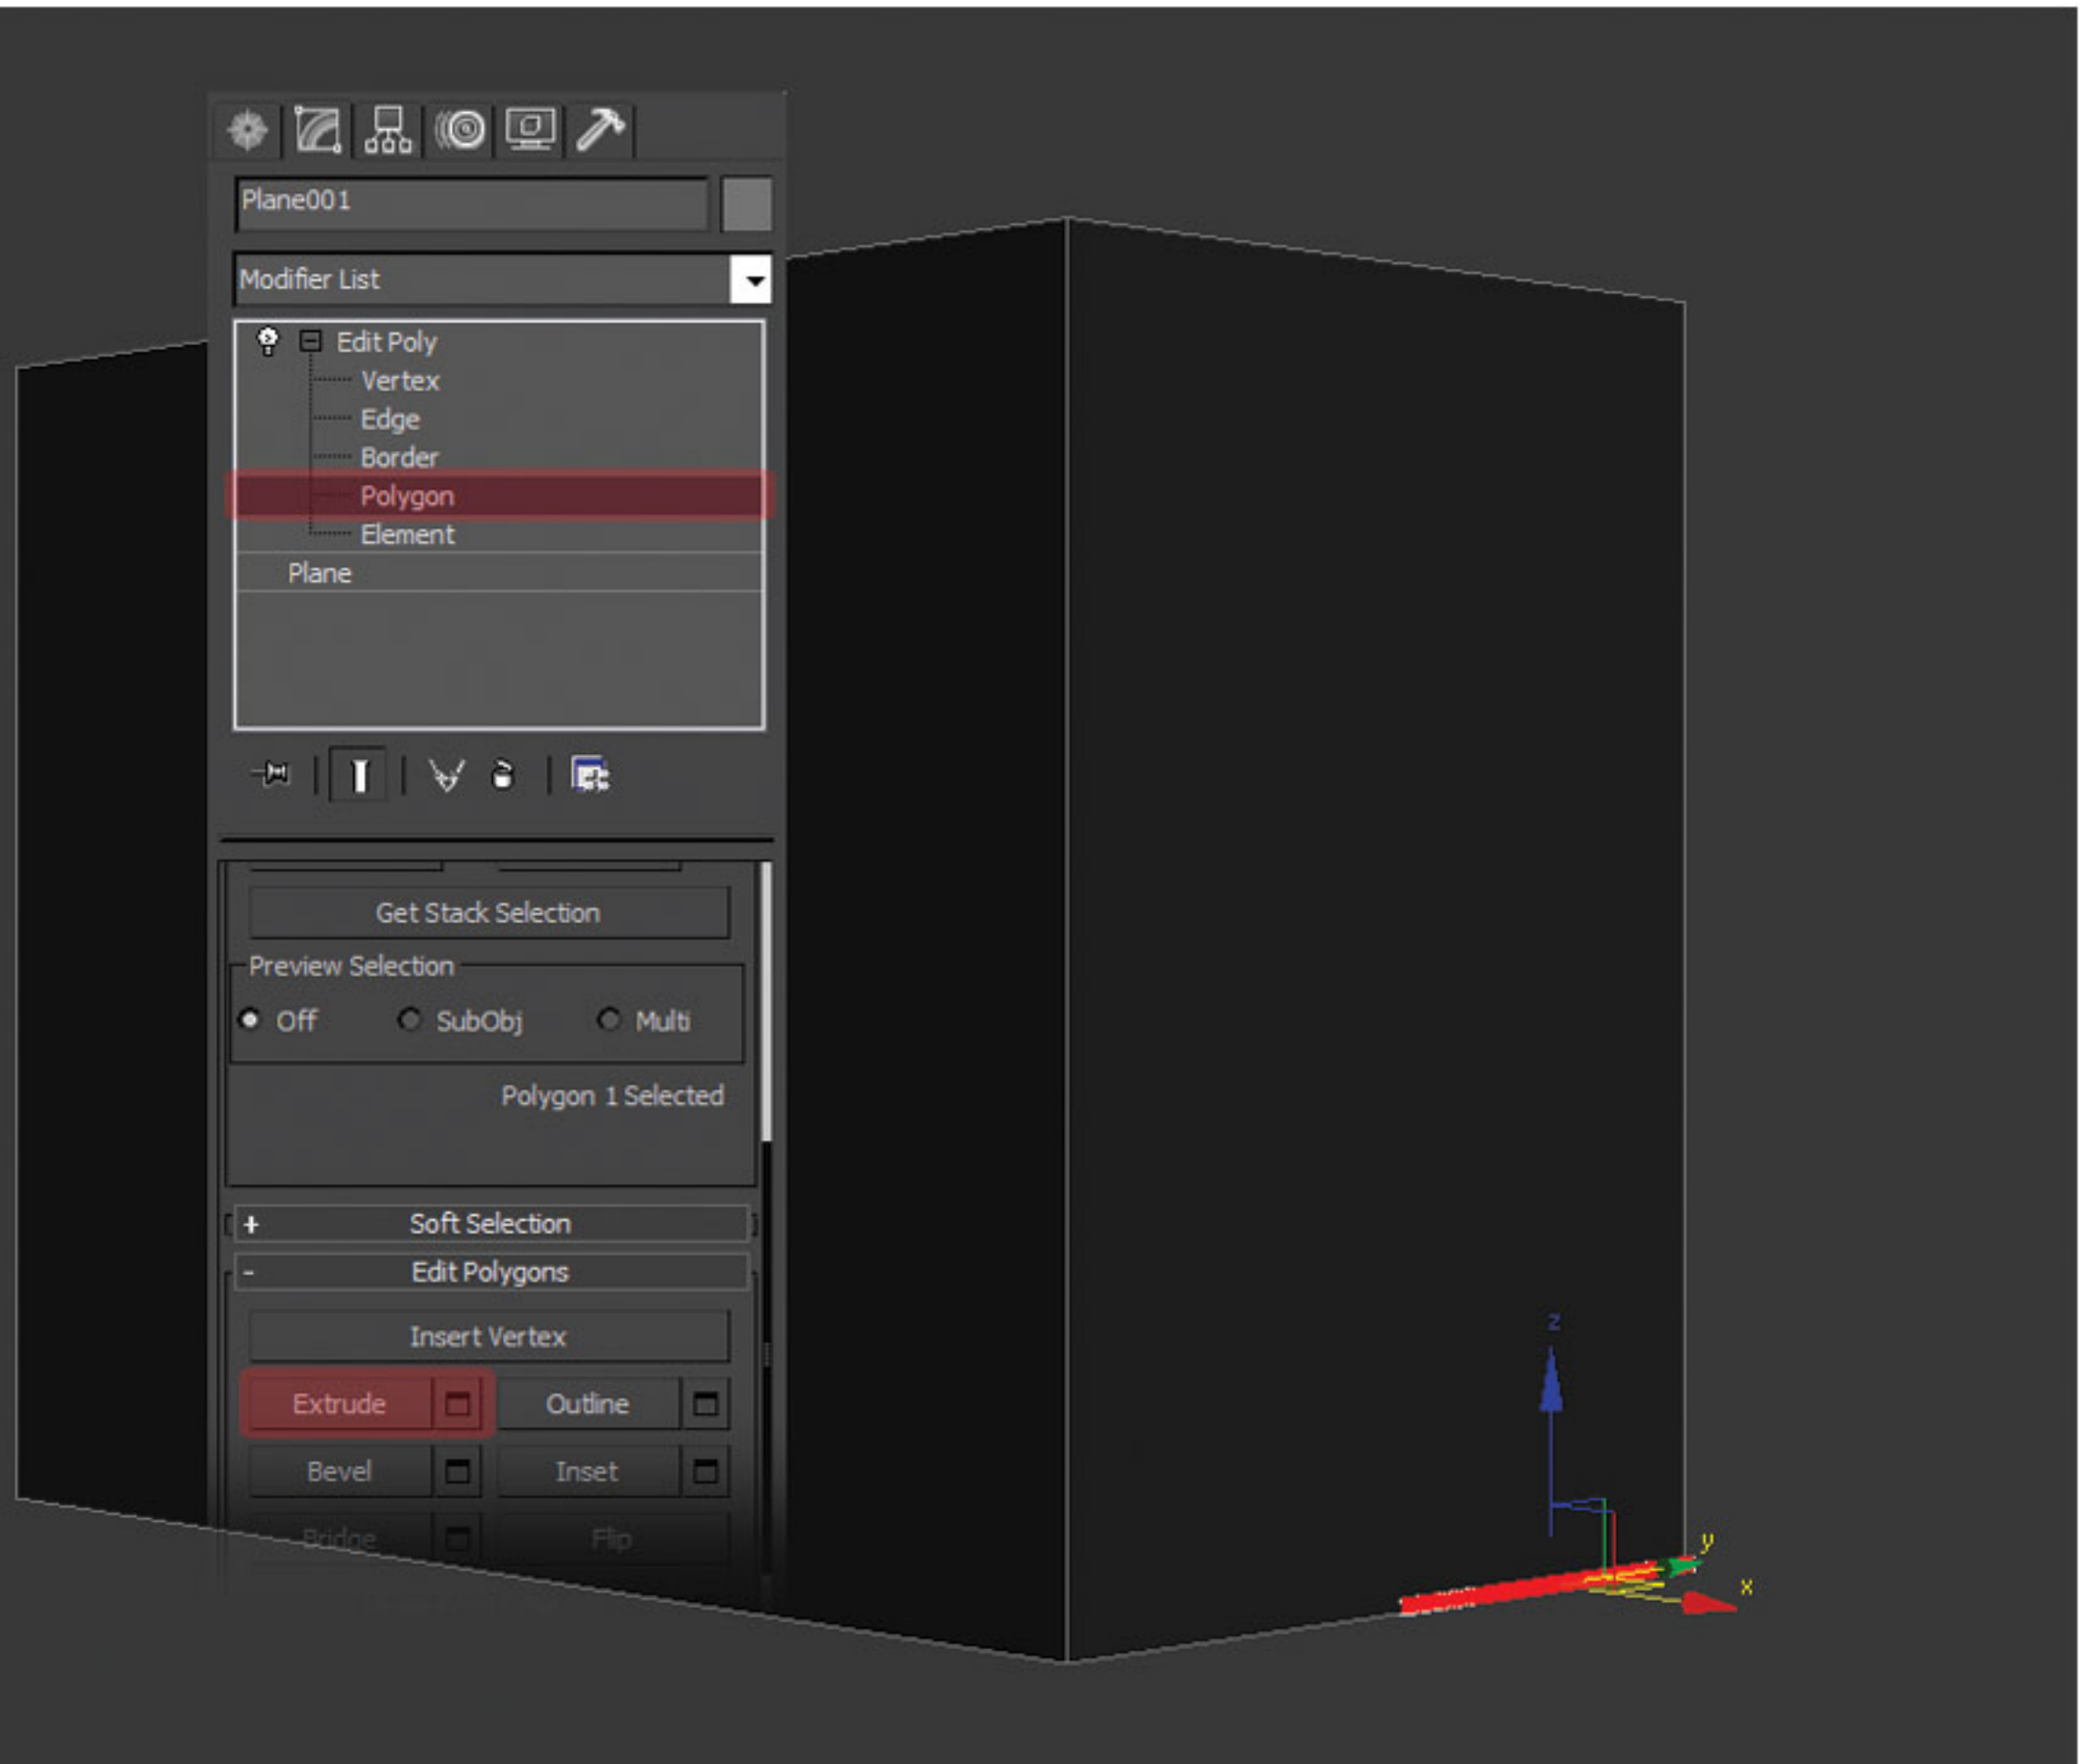 Plane001
Modifier List
Edit Poly
Vertex
Edge
Border
Polygon
Element
Plane
Get Stack Selection
Preview Selection
Off SubObj Multi
Polygon 1 Selected
+ Soft Selection
- Edit Polygons
Insert Vertex
Extrude Outline
Bevel Inset
Bridge Flip
z
y
x